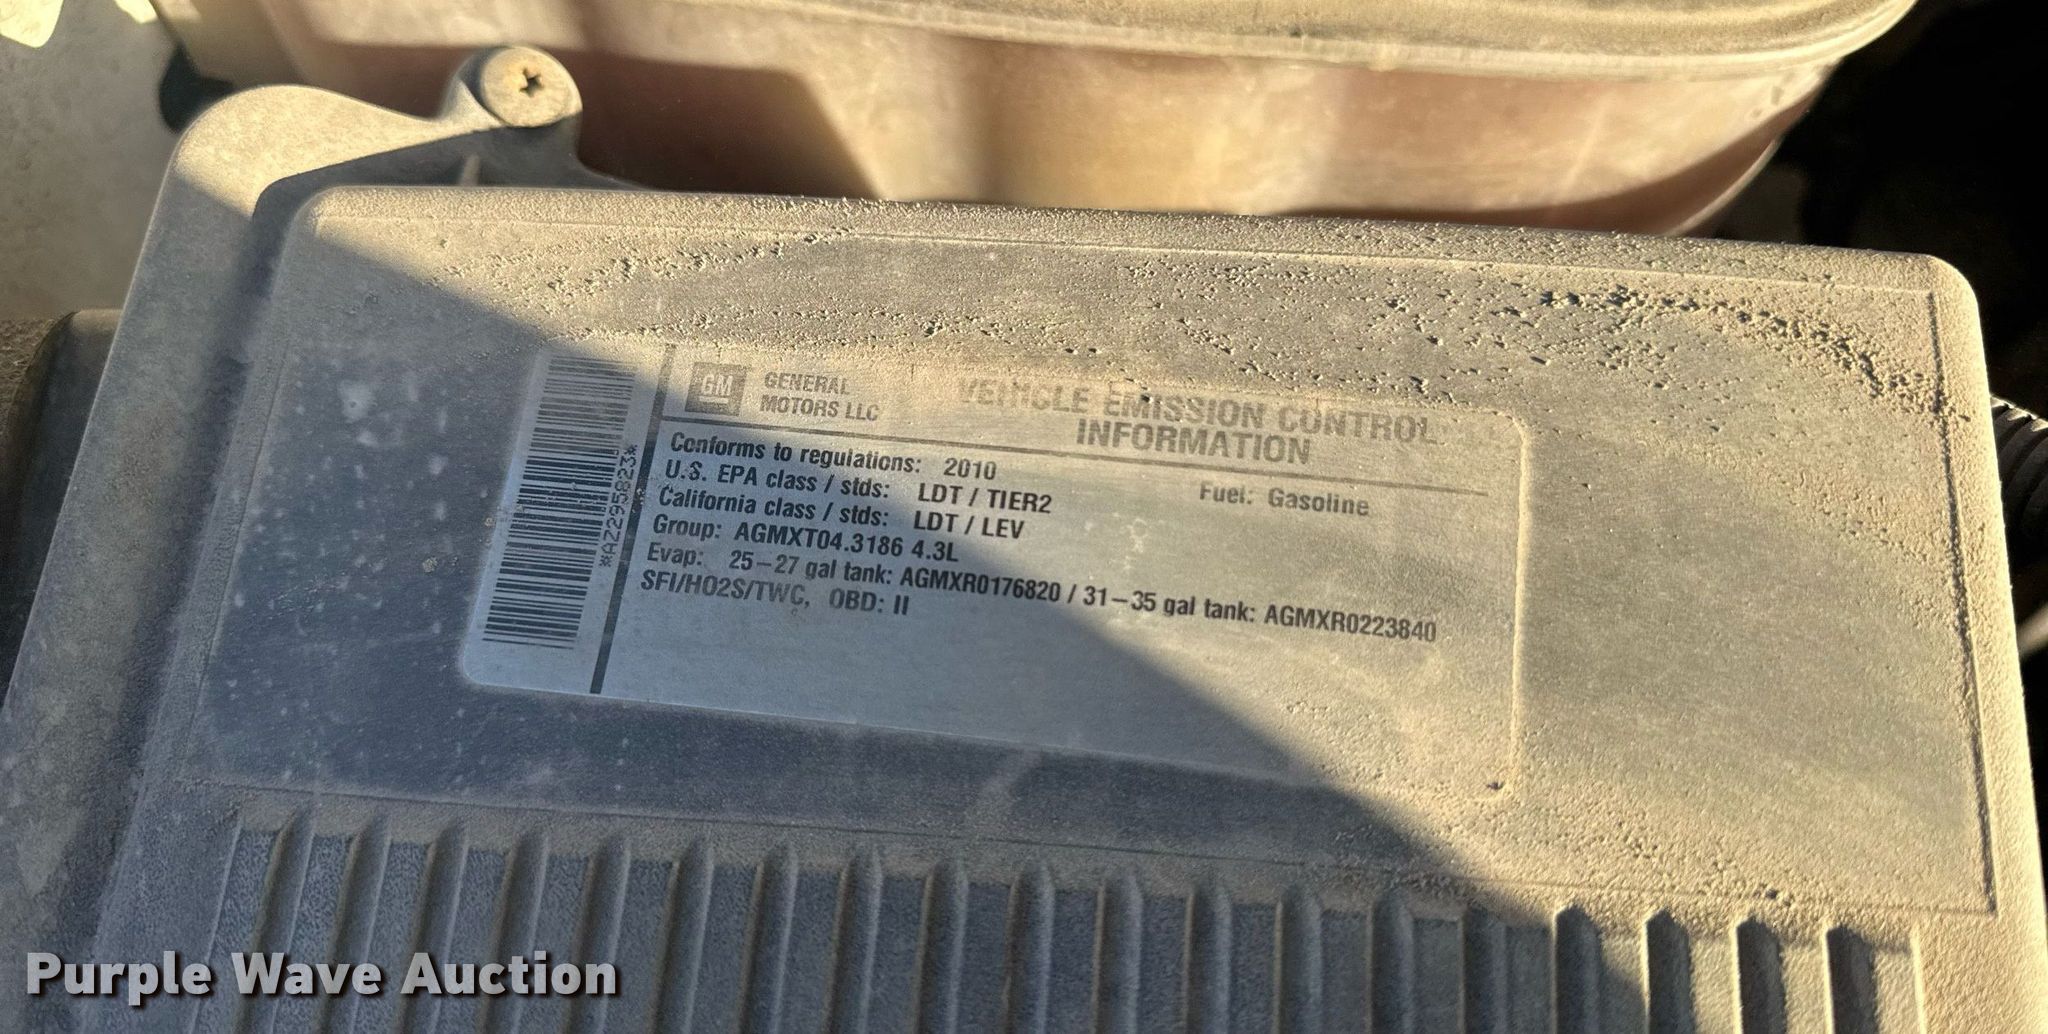 GM
GENERAL
MOTORS LLC
VEHICLE EMISSION CONTROL
INFORMATION
Conforms to regulations: 2010
U.S. EPA class / stds: LDT / TIER2
Fuel: Gasoline
California class / stds: LDT / LEV
Group: AGMXT04.3186 4.3L
Evap: 25–27 gal tank: AGMXR0176820 / 31–35 gal tank: AGMXR0223840
SFI/HO2S/TWC, OBD: II
*AZ295823*
Purple Wave Auction